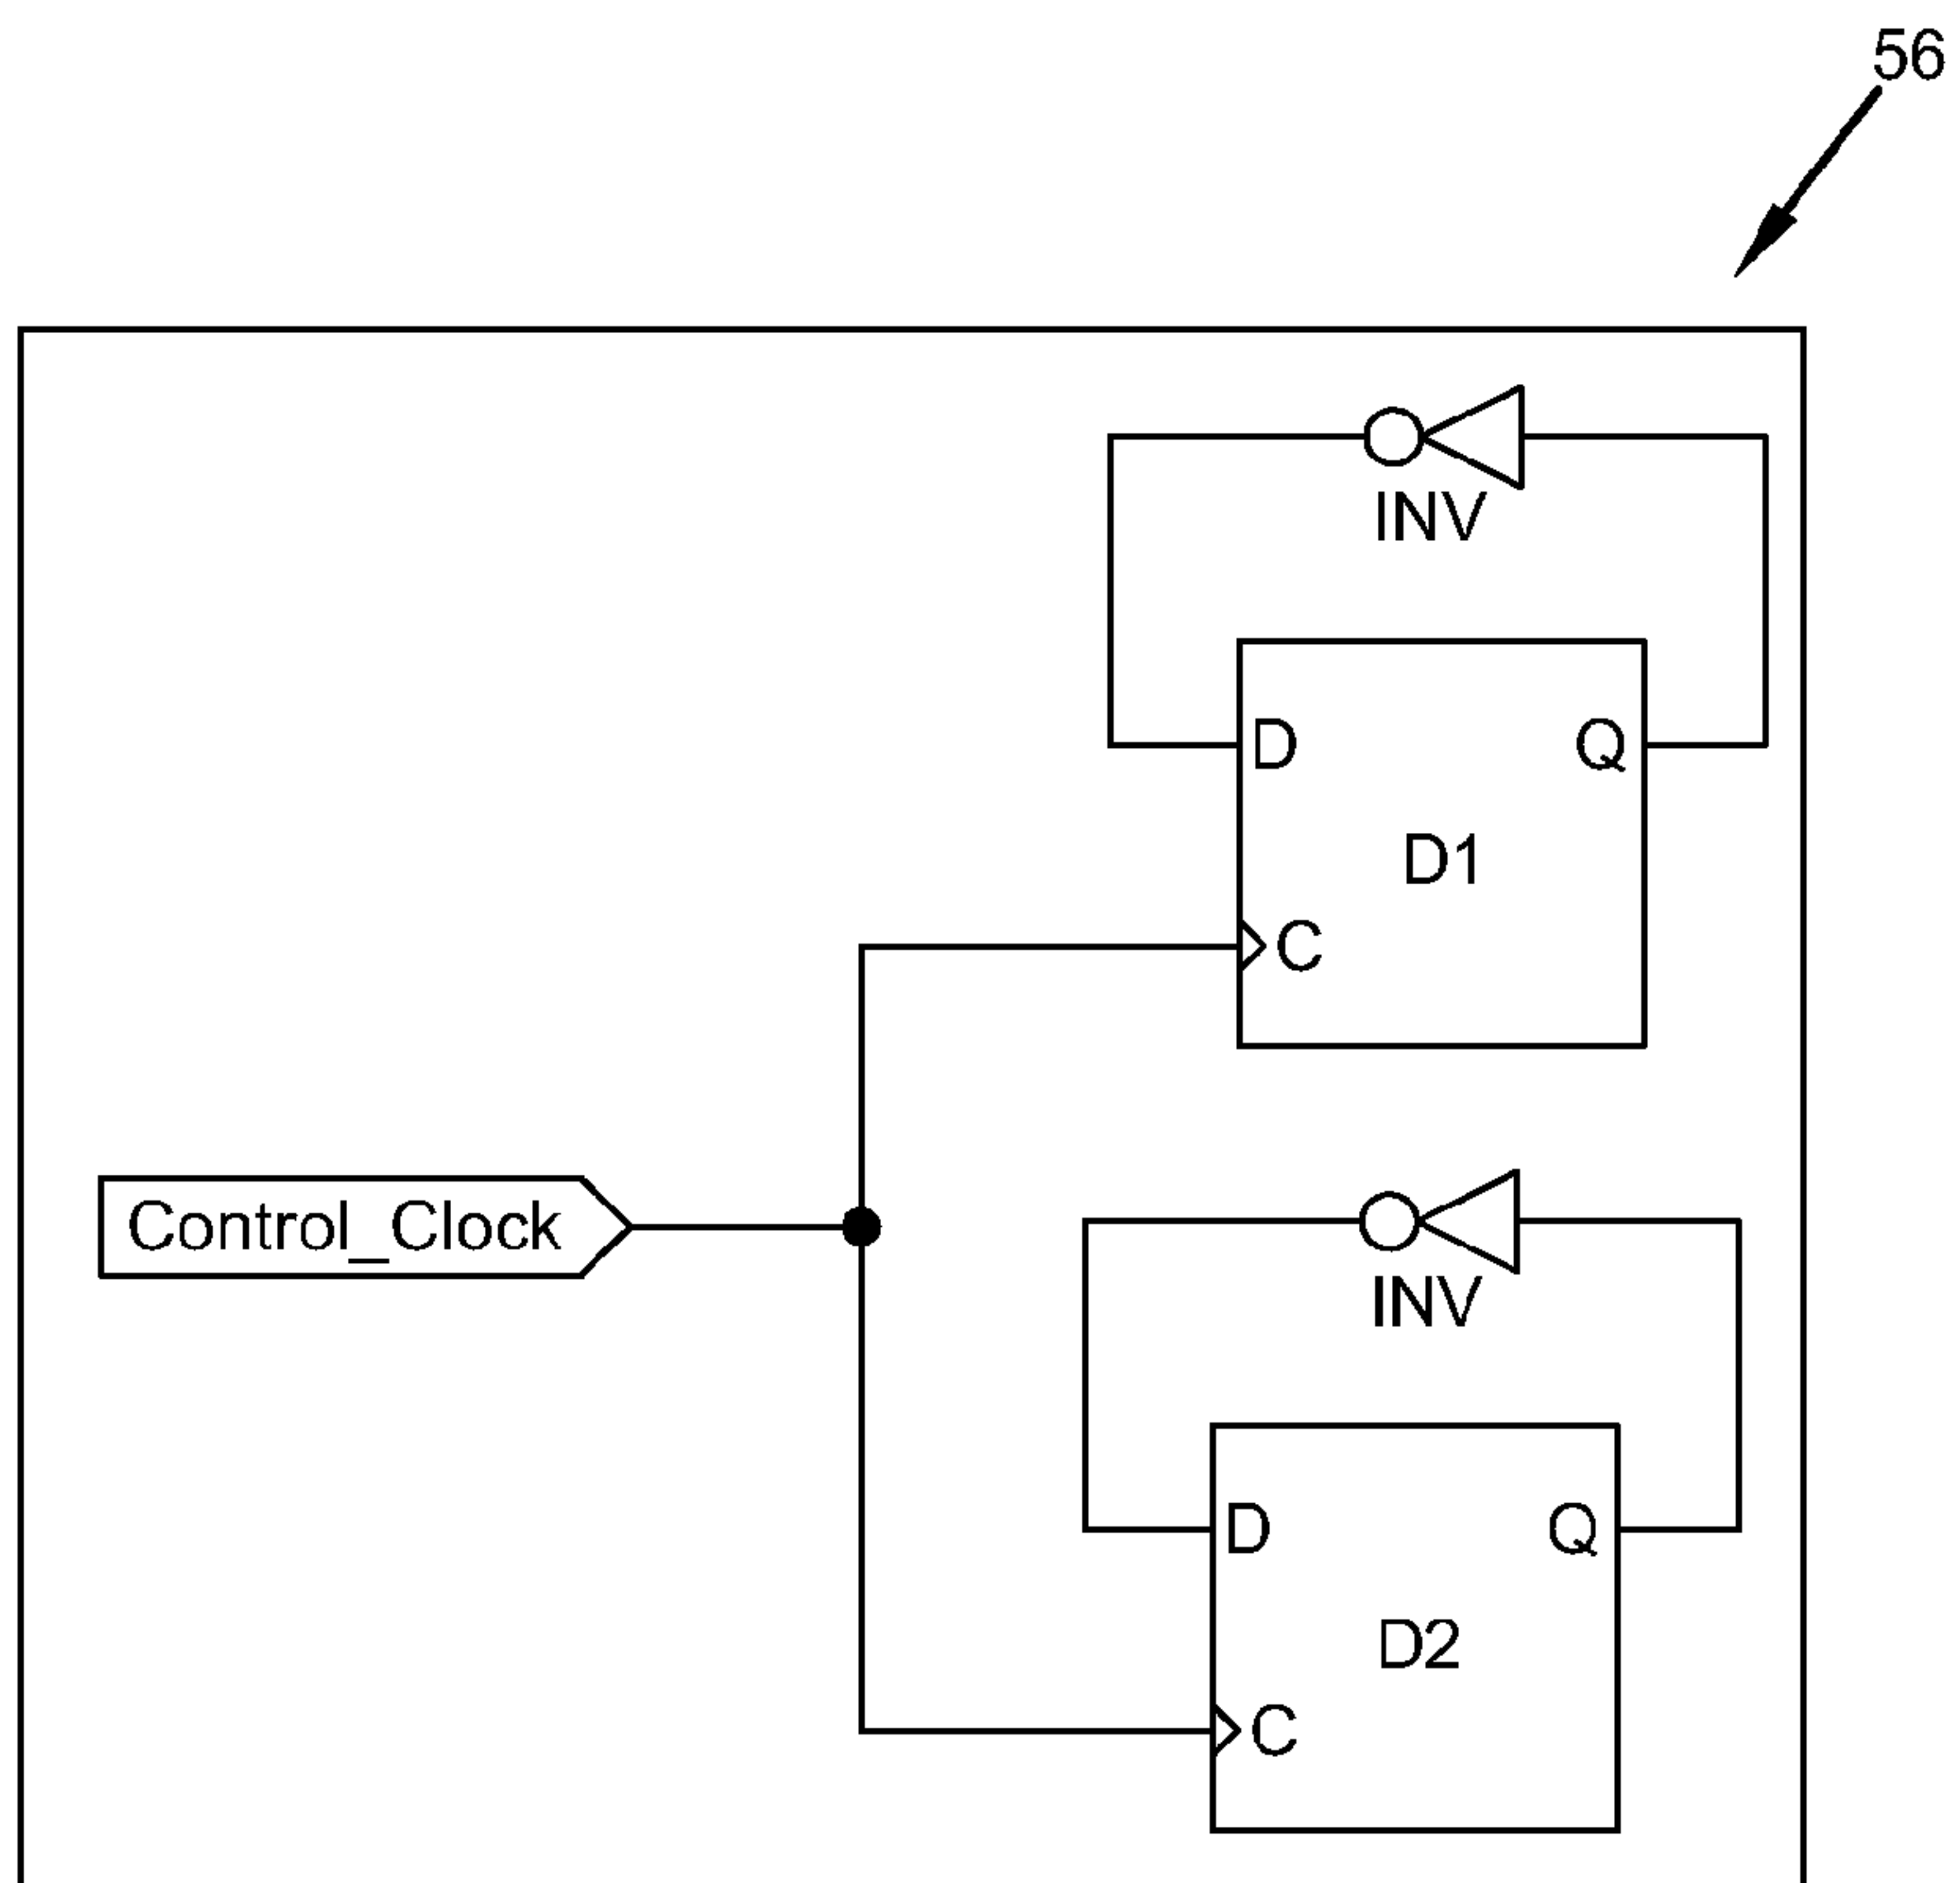 56
INV
D Q
D1
C
Control_Clock
INV
D Q
D2
C